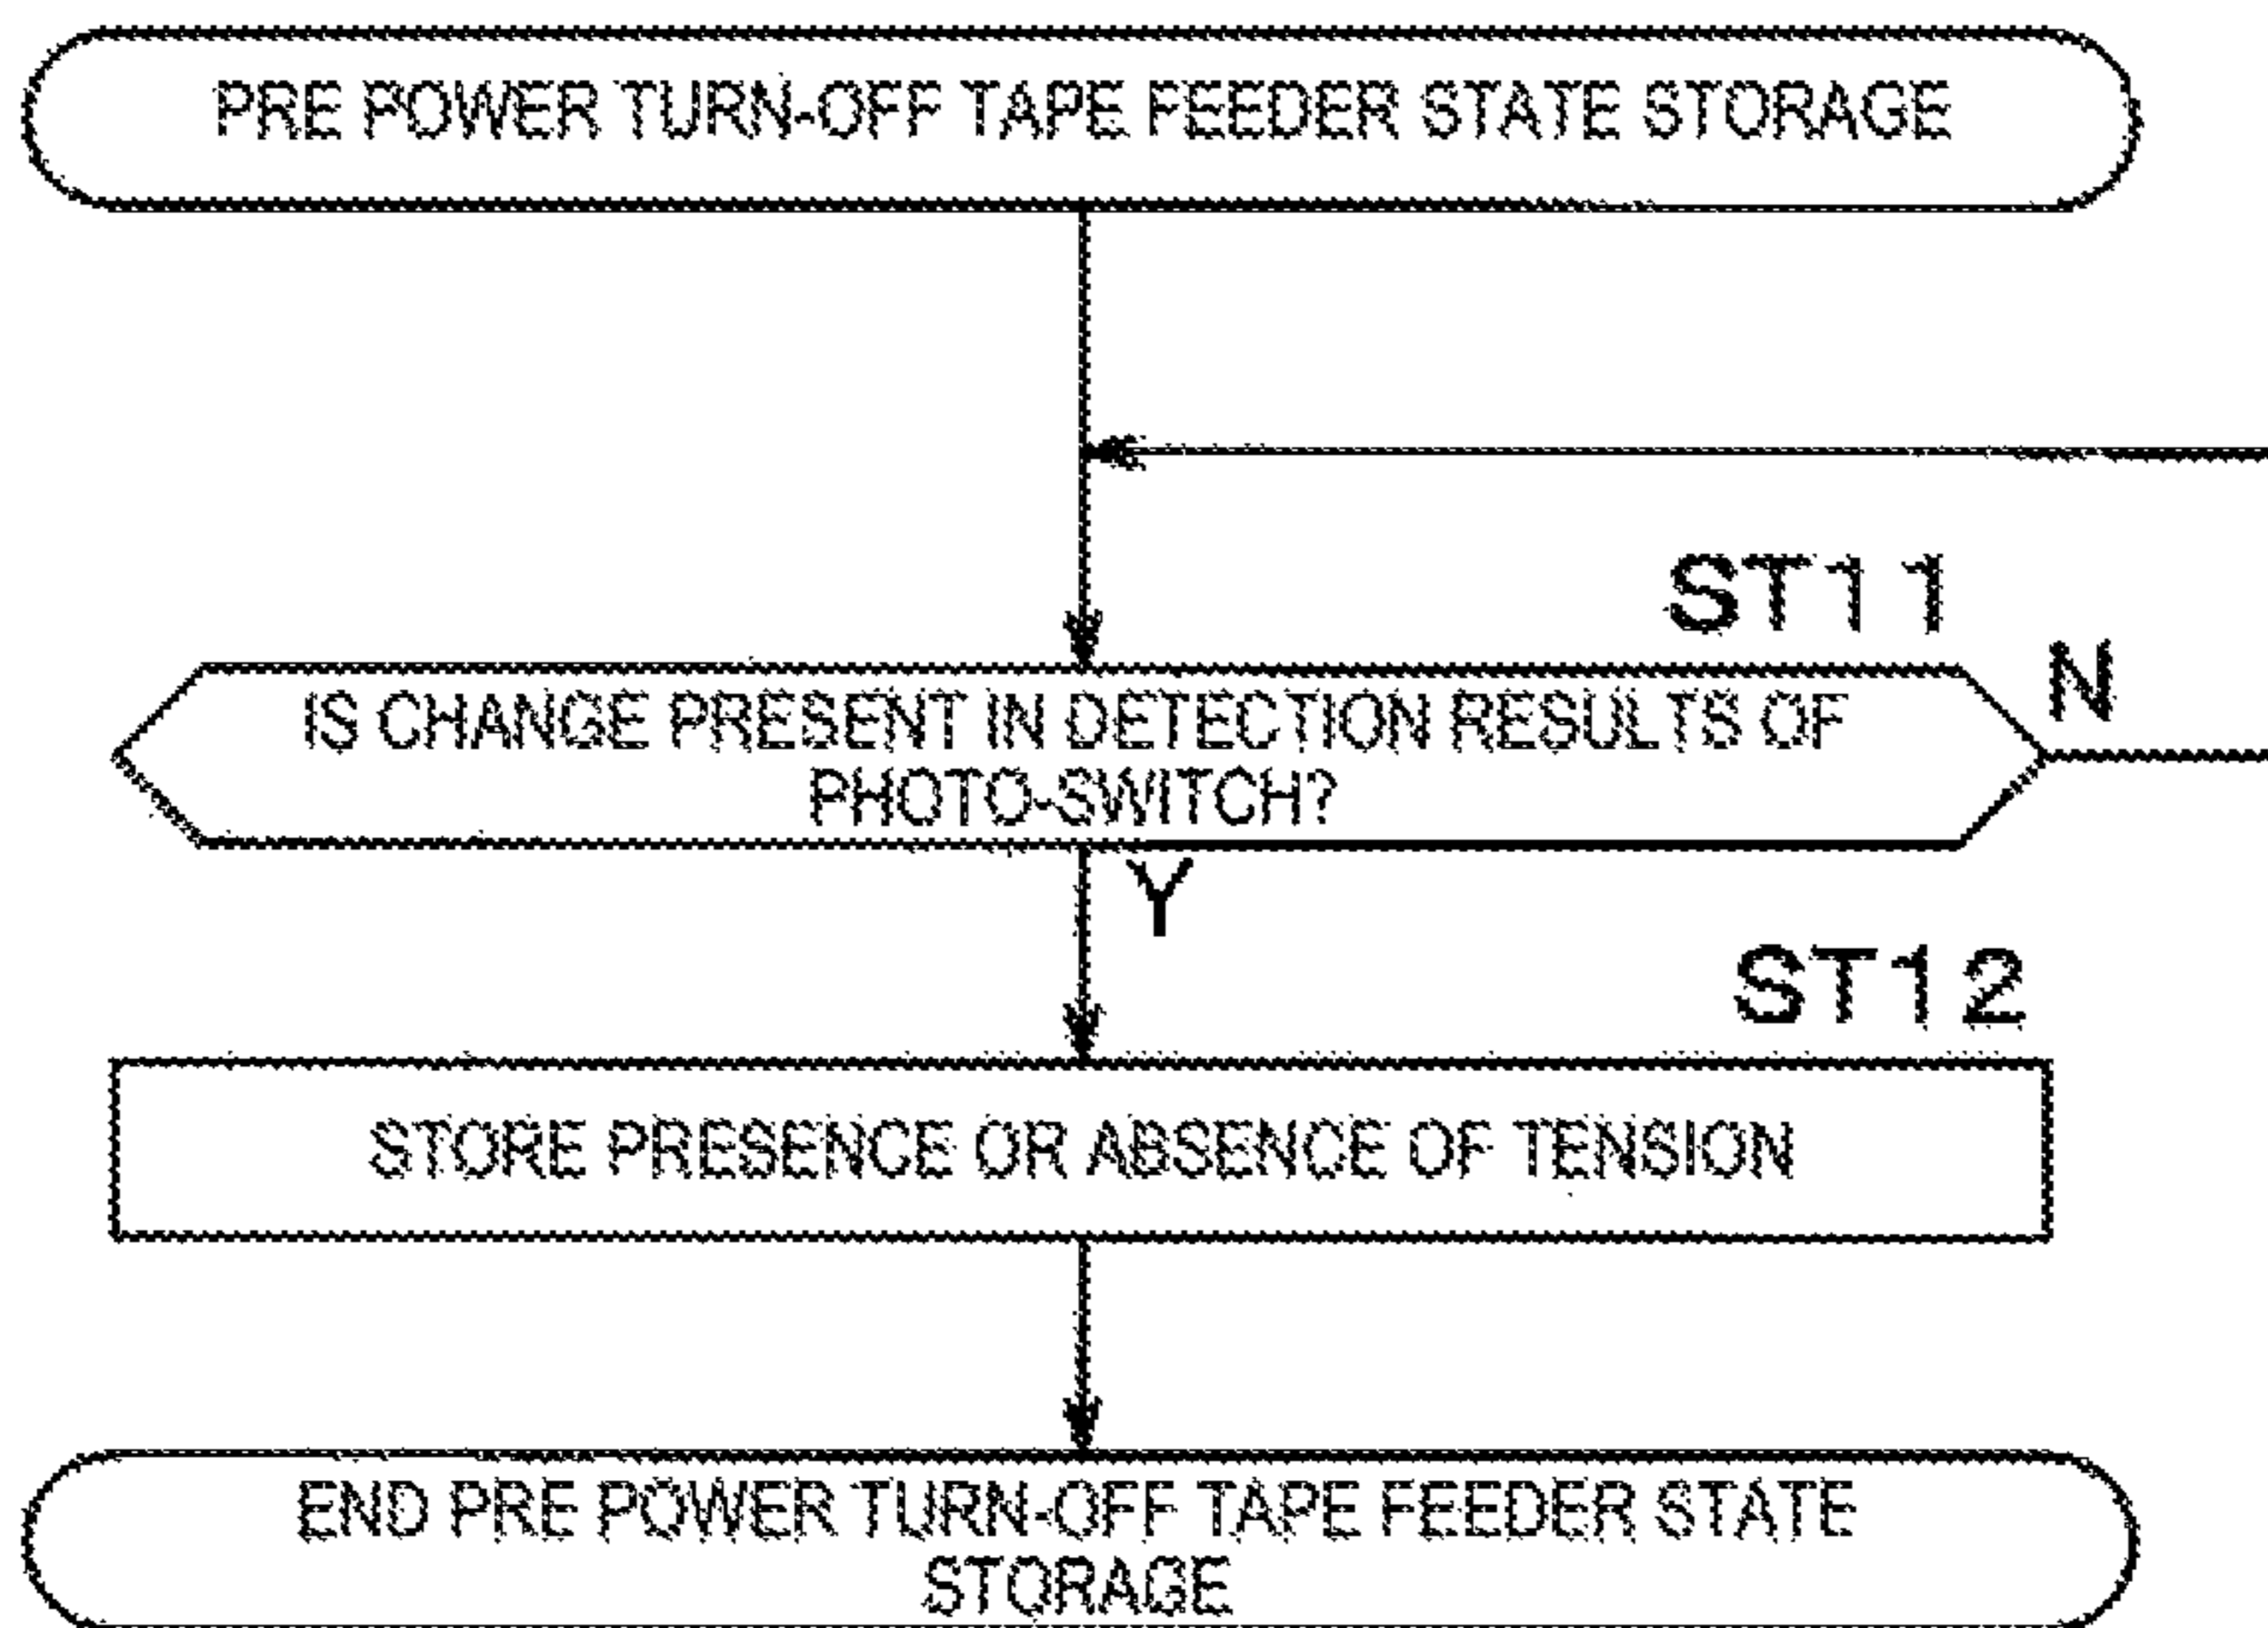 PRE POWER TURN-OFF TAPE FEEDER STATE STORAGE
ST11
N
IS CHANGE PRESENT IN DETECTION RESULTS OF
PHOTO-SWITCH?
Y
ST12
STORE PRESENCE OR ABSENCE OF TENSION
END PRE POWER TURN-OFF TAPE FEEDER STATE
STORAGE